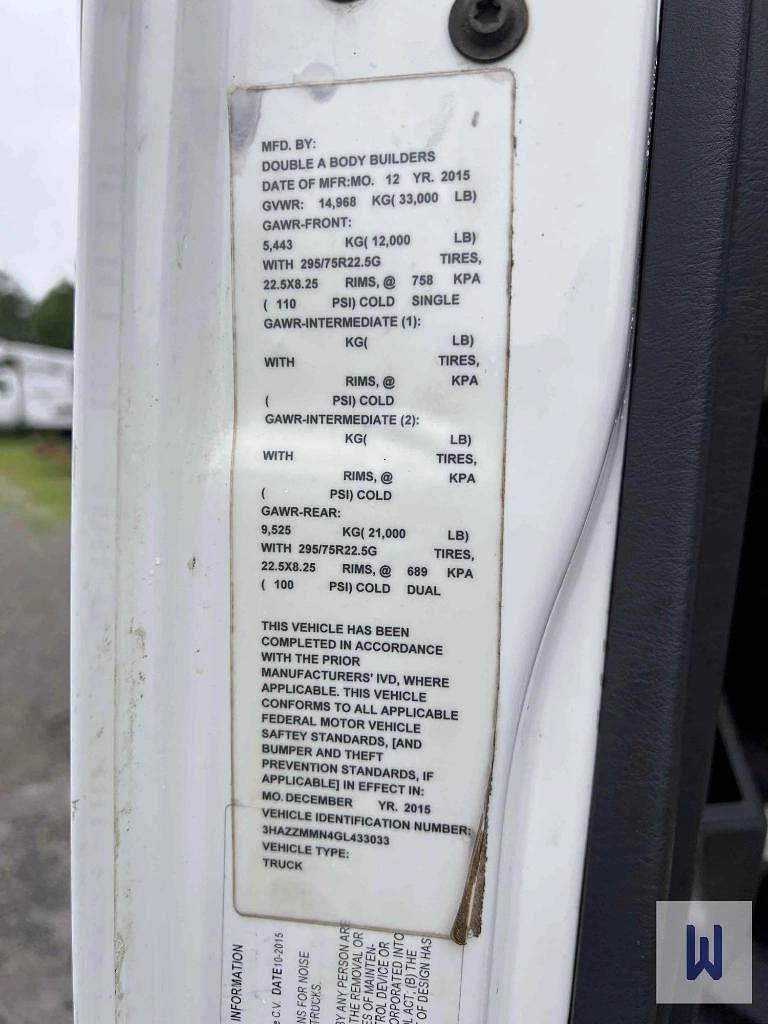 MFD. BY:
DOUBLE A BODY BUILDERS
DATE OF MFR:MO. 12 YR. 2015
GVWR: 14,968 KG( 33,000 LB)
GAWR-FRONT:
5,443 KG( 12,000 LB)
WITH 295/75R22.5G TIRES,
22.5X8.25 RIMS, @ 758 KPA
( 110 PSI) COLD SINGLE
GAWR-INTERMEDIATE (1):
KG( LB)
WITH TIRES,
RIMS, @ KPA
( PSI) COLD
GAWR-INTERMEDIATE (2):
KG( LB)
WITH TIRES,
RIMS, @ KPA
( PSI) COLD
GAWR-REAR:
9,525 KG( 21,000 LB)
WITH 295/75R22.5G TIRES,
22.5X8.25 RIMS, @ 689 KPA
( 100 PSI) COLD DUAL
THIS VEHICLE HAS BEEN
COMPLETED IN ACCORDANCE
WITH THE PRIOR
MANUFACTURERS' IVD, WHERE
APPLICABLE. THIS VEHICLE
CONFORMS TO ALL APPLICABLE
FEDERAL MOTOR VEHICLE
SAFTEY STANDARDS, [AND
BUMPER AND THEFT
PREVENTION STANDARDS, IF
APPLICABLE] IN EFFECT IN:
MO. DECEMBER YR. 2015
VEHICLE IDENTIFICATION NUMBER:
3HAZZMMN4GL433033
VEHICLE TYPE:
TRUCK
INFORMATION
C.V. DATE10-2015
NS FOR NOISE
TRUCKS.
BY ANY PERSON ARE
THE REMOVAL OR
ES OF MAINTEN-
TROL DEVICE OR
ORPORATED INTO
OL ACT; (B) THE
T OF DESIGN HAS
W